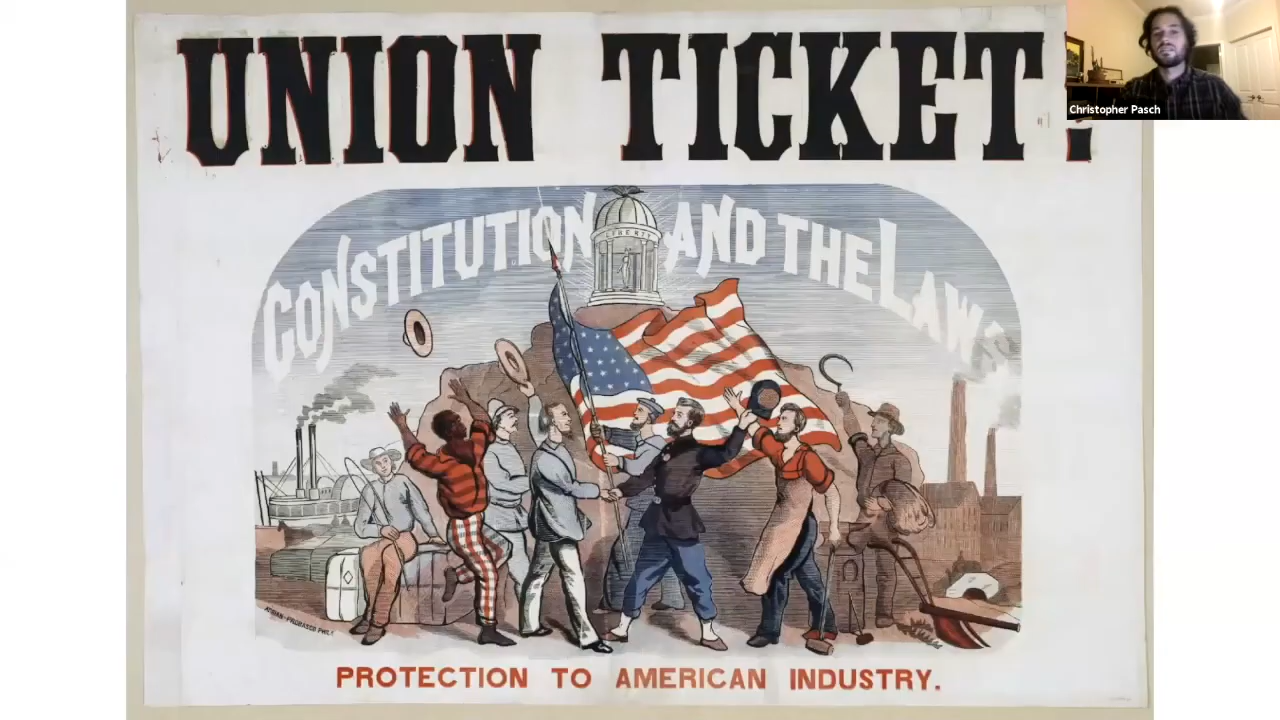 UNION TICKET.
Christopher Pasch
CONSTITUTION AND THE LAWS
LIBERTY
PROTECTION TO AMERICAN INDUSTRY.